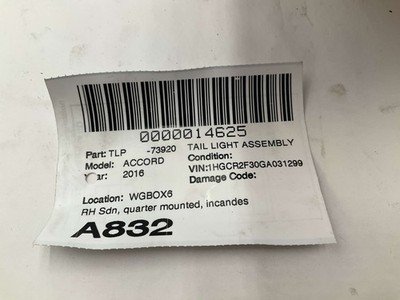 0000014625
Part: TLP -73920 TAIL LIGHT ASSEMBLY
Model: ACCORD Condition:
ar: 2016 VIN:1HGCR2F30GA031299
Damage Code:
Location: WGBOX6
RH Sdn, quarter mounted, incandes
A832